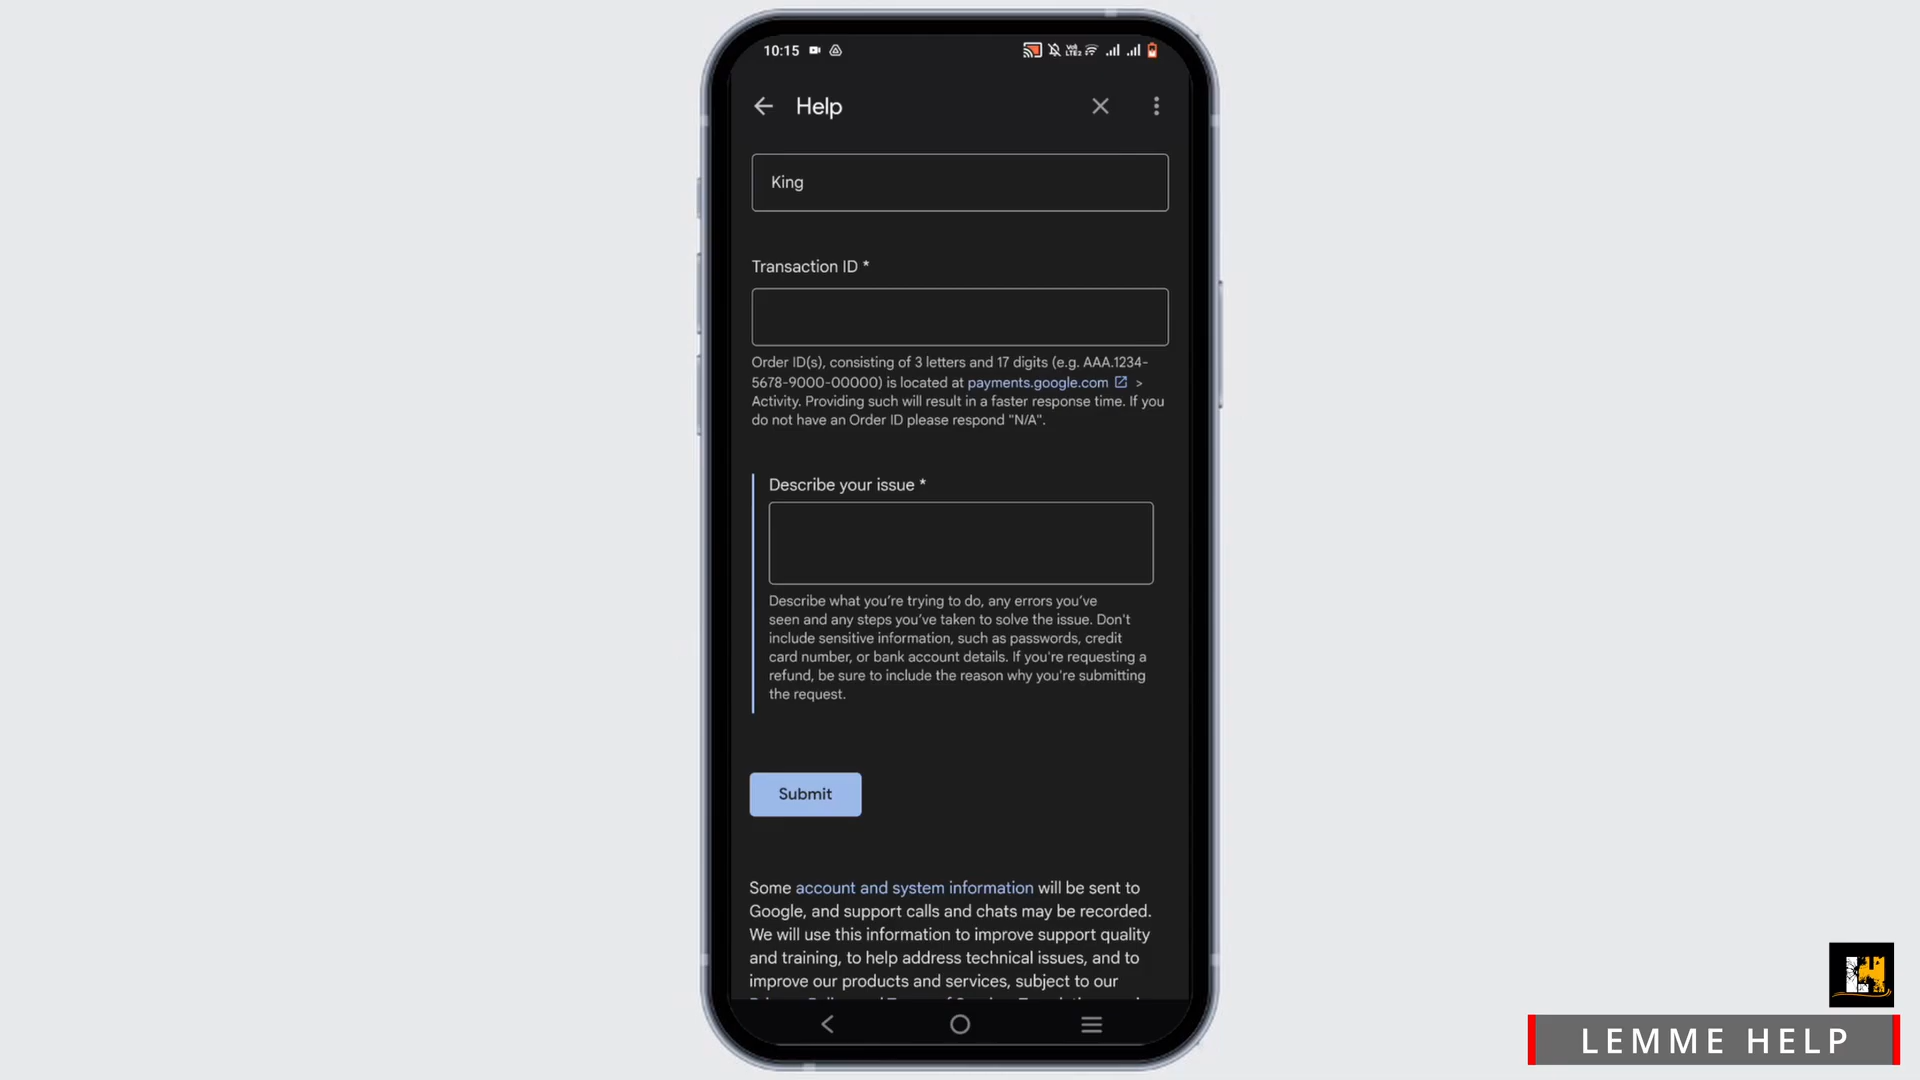 10:15
Help
King
Transaction ID *
Order ID(s), consisting of 3 letters and 17 digits (e.g. AAA.1234-
5678-9000-00000) is located at payments.google.com >
Activity. Providing such will result in a faster response time. If you
do not have an Order ID please respond "N/A".
Describe your issue *
Describe what you’re trying to do, any errors you’ve
seen and any steps you’ve taken to solve the issue. Don't
include sensitive information, such as passwords, credit
card number, or bank account details. If you're requesting a
refund, be sure to include the reason why you're submitting
the request.
Submit
Some account and system information will be sent to
Google, and support calls and chats may be recorded.
We will use this information to improve support quality
and training, to help address technical issues, and to
improve our products and services, subject to our
LEMME HELP